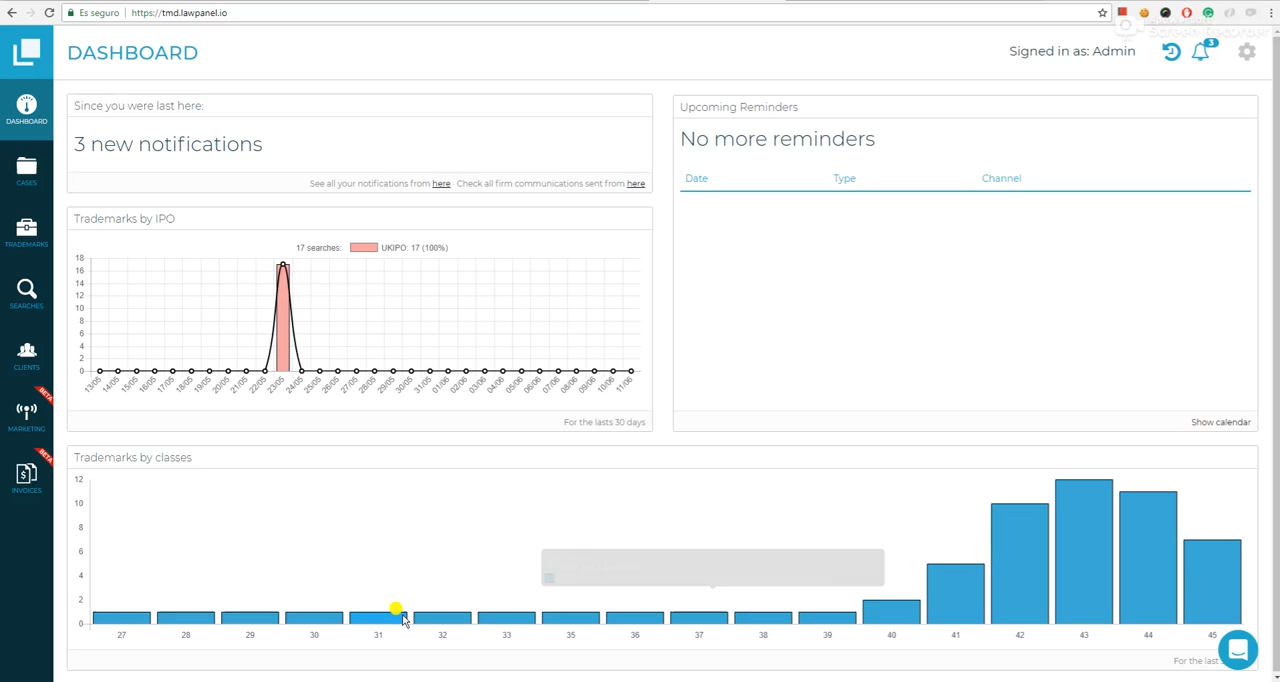 Es seguro https://tmd.lawpanel.io
DASHBOARD
Signed in as: Admin
3
DASHBOARD
CASES
TRADEMARKS
SEARCHES
CLIENTS
BETA
MARKETING
BETA
INVOICES
Since you were last here:
3 new notifications
See all your notifications from here · Check all firm communications sent from here
Upcoming Reminders
No more reminders
Date Type Channel
Show calendar
Trademarks by IPO
17 searches: UKIPO: 17 (100%)
18
16
14
12
10
8
6
4
2
0
13/05 14/05 15/05 16/05 17/05 18/05 19/05 20/05 21/05 22/05 23/05 24/05 25/05 26/05 27/05 28/05 29/05 30/05 31/05 01/06 02/06 03/06 04/06 05/06 06/06 07/06 08/06 09/06 10/06 11/06
For the lasts 30 days
Trademarks by classes
12
10
8
6
4
2
0
27 28 29 30 31 32 33 35 36 37 38 39 40 41 42 43 44 45
For the last